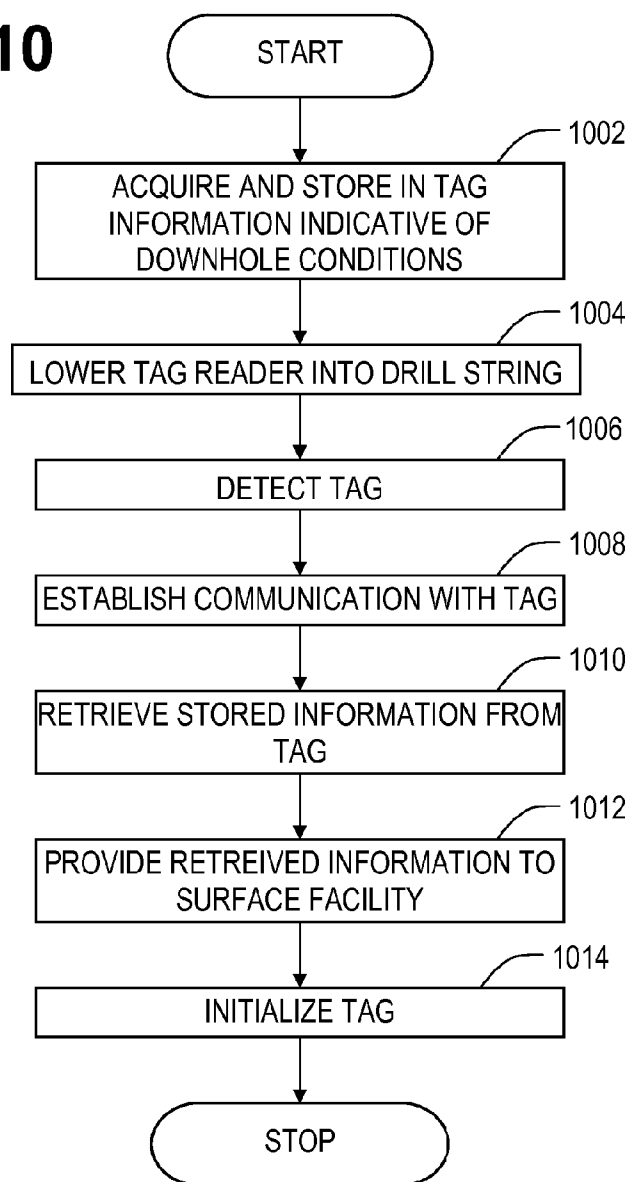 10
START
1002
ACQUIRE AND STORE IN TAG
INFORMATION INDICATIVE OF
DOWNHOLE CONDITIONS
1004
LOWER TAG READER INTO DRILL STRING
1006
DETECT TAG
1008
ESTABLISH COMMUNICATION WITH TAG
1010
RETRIEVE STORED INFORMATION FROM
TAG
1012
PROVIDE RETREIVED INFORMATION TO
SURFACE FACILITY
1014
INITIALIZE TAG
STOP